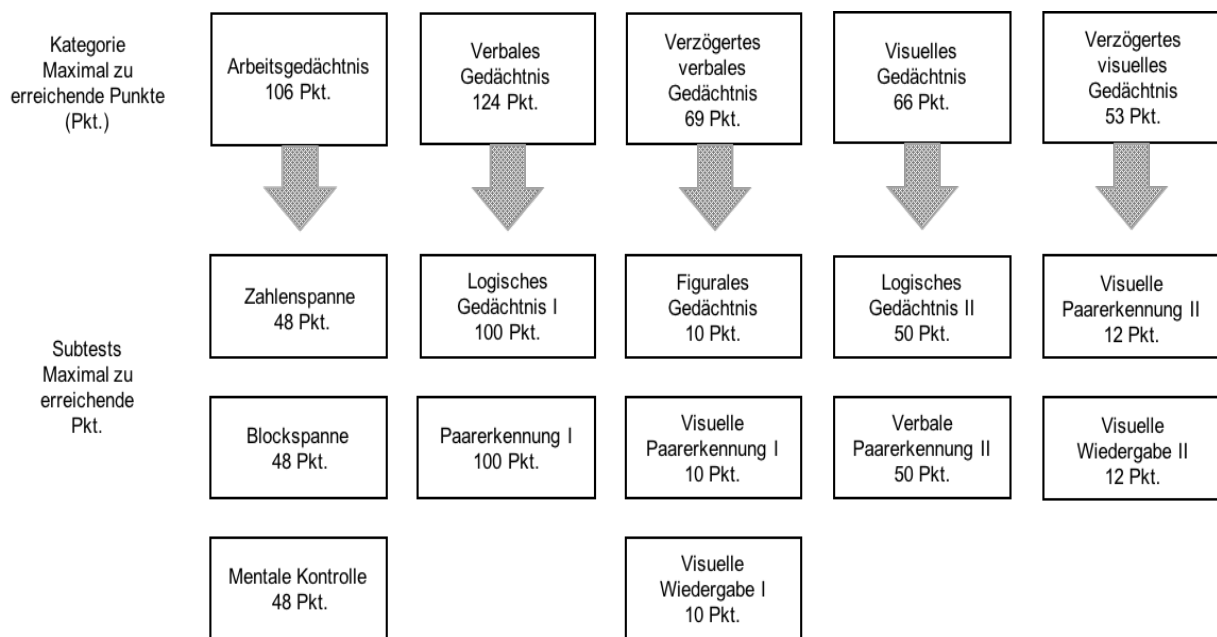 Kategorie
Maximal zu
erreichende Punkte
(Pkt.)
Arbeitsgedächtnis
106 Pkt.
Verbales
Gedächtnis
124 Pkt.
Verzögertes
verbales
Gedächtnis
69 Pkt.
Visuelles
Gedächtnis
66 Pkt.
Verzögertes
visuelles
Gedächtnis
53 Pkt.
Subtests
Maximal zu
erreichende
Pkt.
Zahlenspanne
48 Pkt.
Logisches
Gedächtnis I
100 Pkt.
Figurales
Gedächtnis
10 Pkt.
Logisches
Gedächtnis II
50 Pkt.
Visuelle
Paarerkennung II
12 Pkt.
Blockspanne
48 Pkt.
Paarerkennung I
100 Pkt.
Visuelle
Paarerkennung I
10 Pkt.
Verbale
Paarerkennung II
50 Pkt.
Visuelle
Wiedergabe II
12 Pkt.
Mentale Kontrolle
48 Pkt.
Visuelle
Wiedergabe I
10 Pkt.